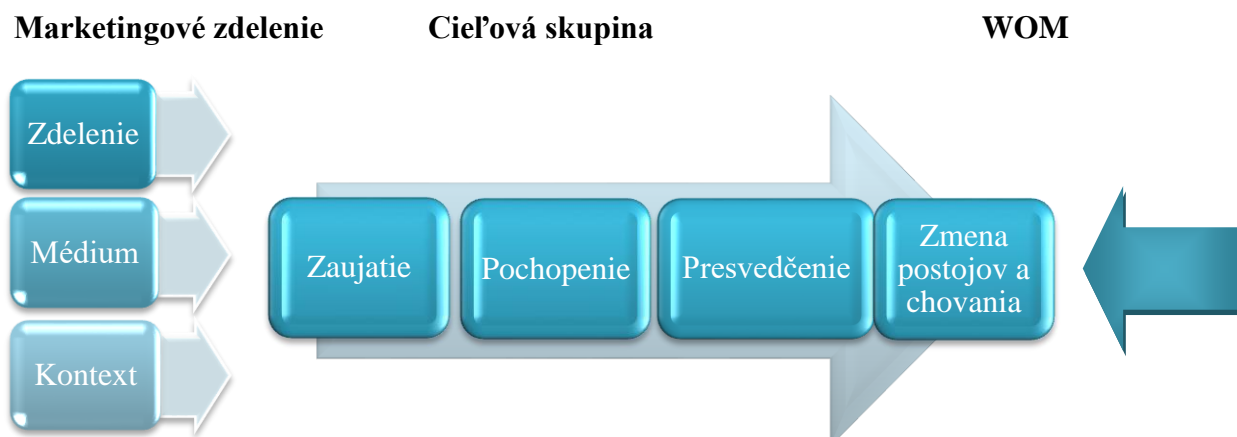 Marketingové zdelenie
Cieľová skupina
WOM
Zdelenie
Médium
Kontext
Zaujatie
Pochopenie
Presvedčenie
Zmena
postojov a
chovania